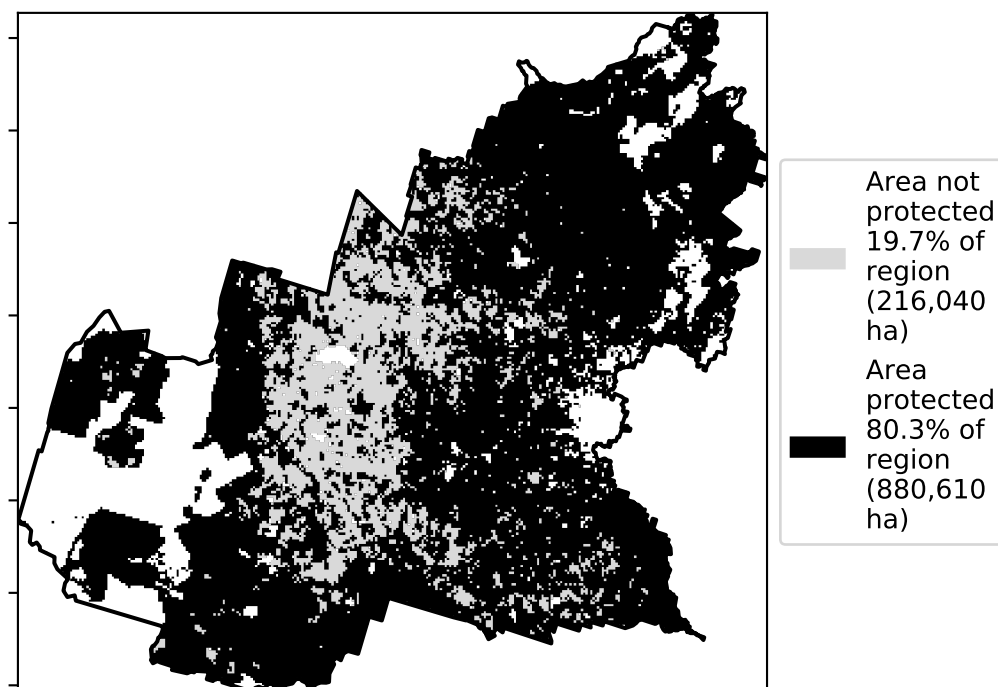 Area not
protected
19.7% of
region
(216,040
ha)
Area
protected
80.3% of
region
(880,610
ha)